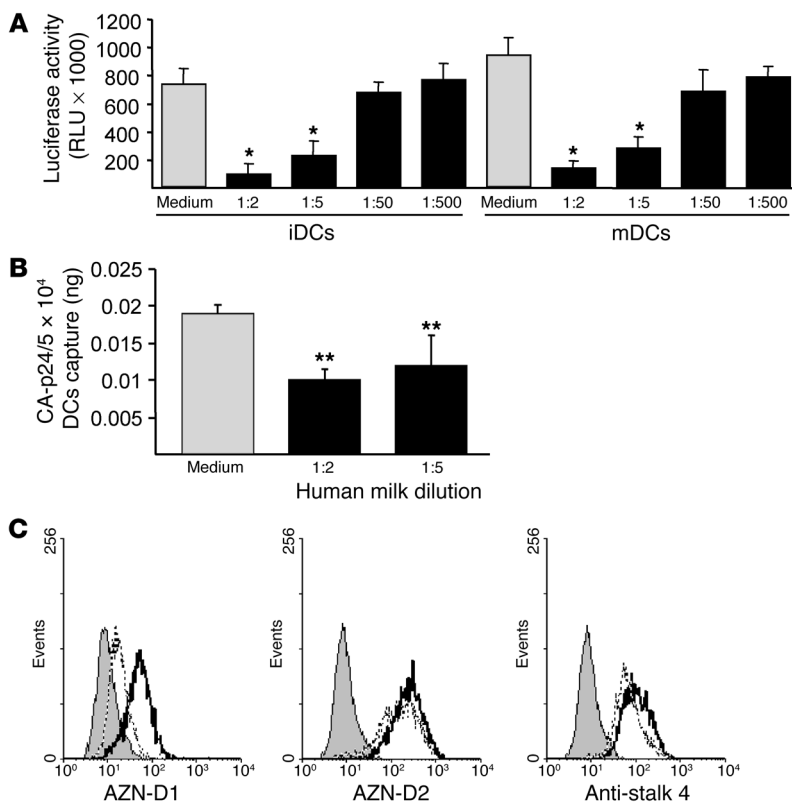 A
Luciferase activity
(RLU × 1000)
1200
1000
800
600
400
200
* * * *
Medium 1:2 1:5 1:50 1:500 Medium 1:2 1:5 1:50 1:500
iDCs mDCs
B
CA-p24/5 × 10⁴
DCs capture (ng)
0.025
0.02
0.015
0.01
0.005
** **
Medium 1:2 1:5
Human milk dilution
C
256 256 256
Events Events Events
0 0 0
10⁰ 10¹ 10² 10³ 10⁴ 10⁰ 10¹ 10² 10³ 10⁴ 10⁰ 10¹ 10² 10³ 10⁴
AZN-D1 AZN-D2 Anti-stalk 4